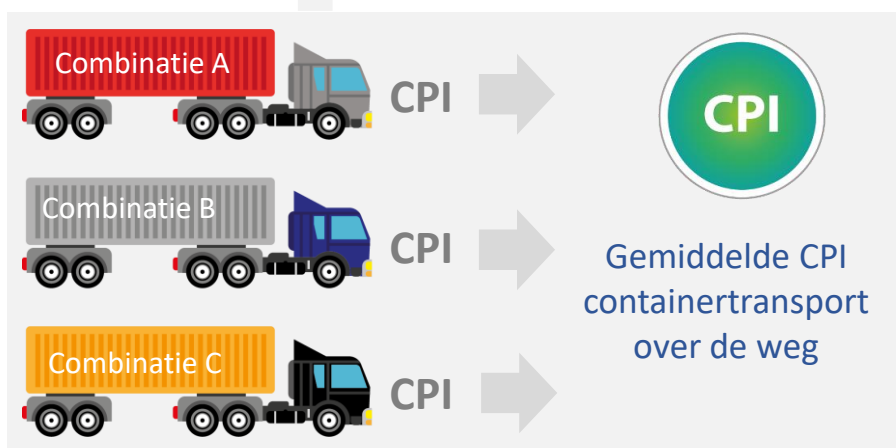 Combinatie A
CPI
CPI
Combinatie B
CPI
Gemiddelde CPI
containertransport
over de weg
Combinatie C
CPI